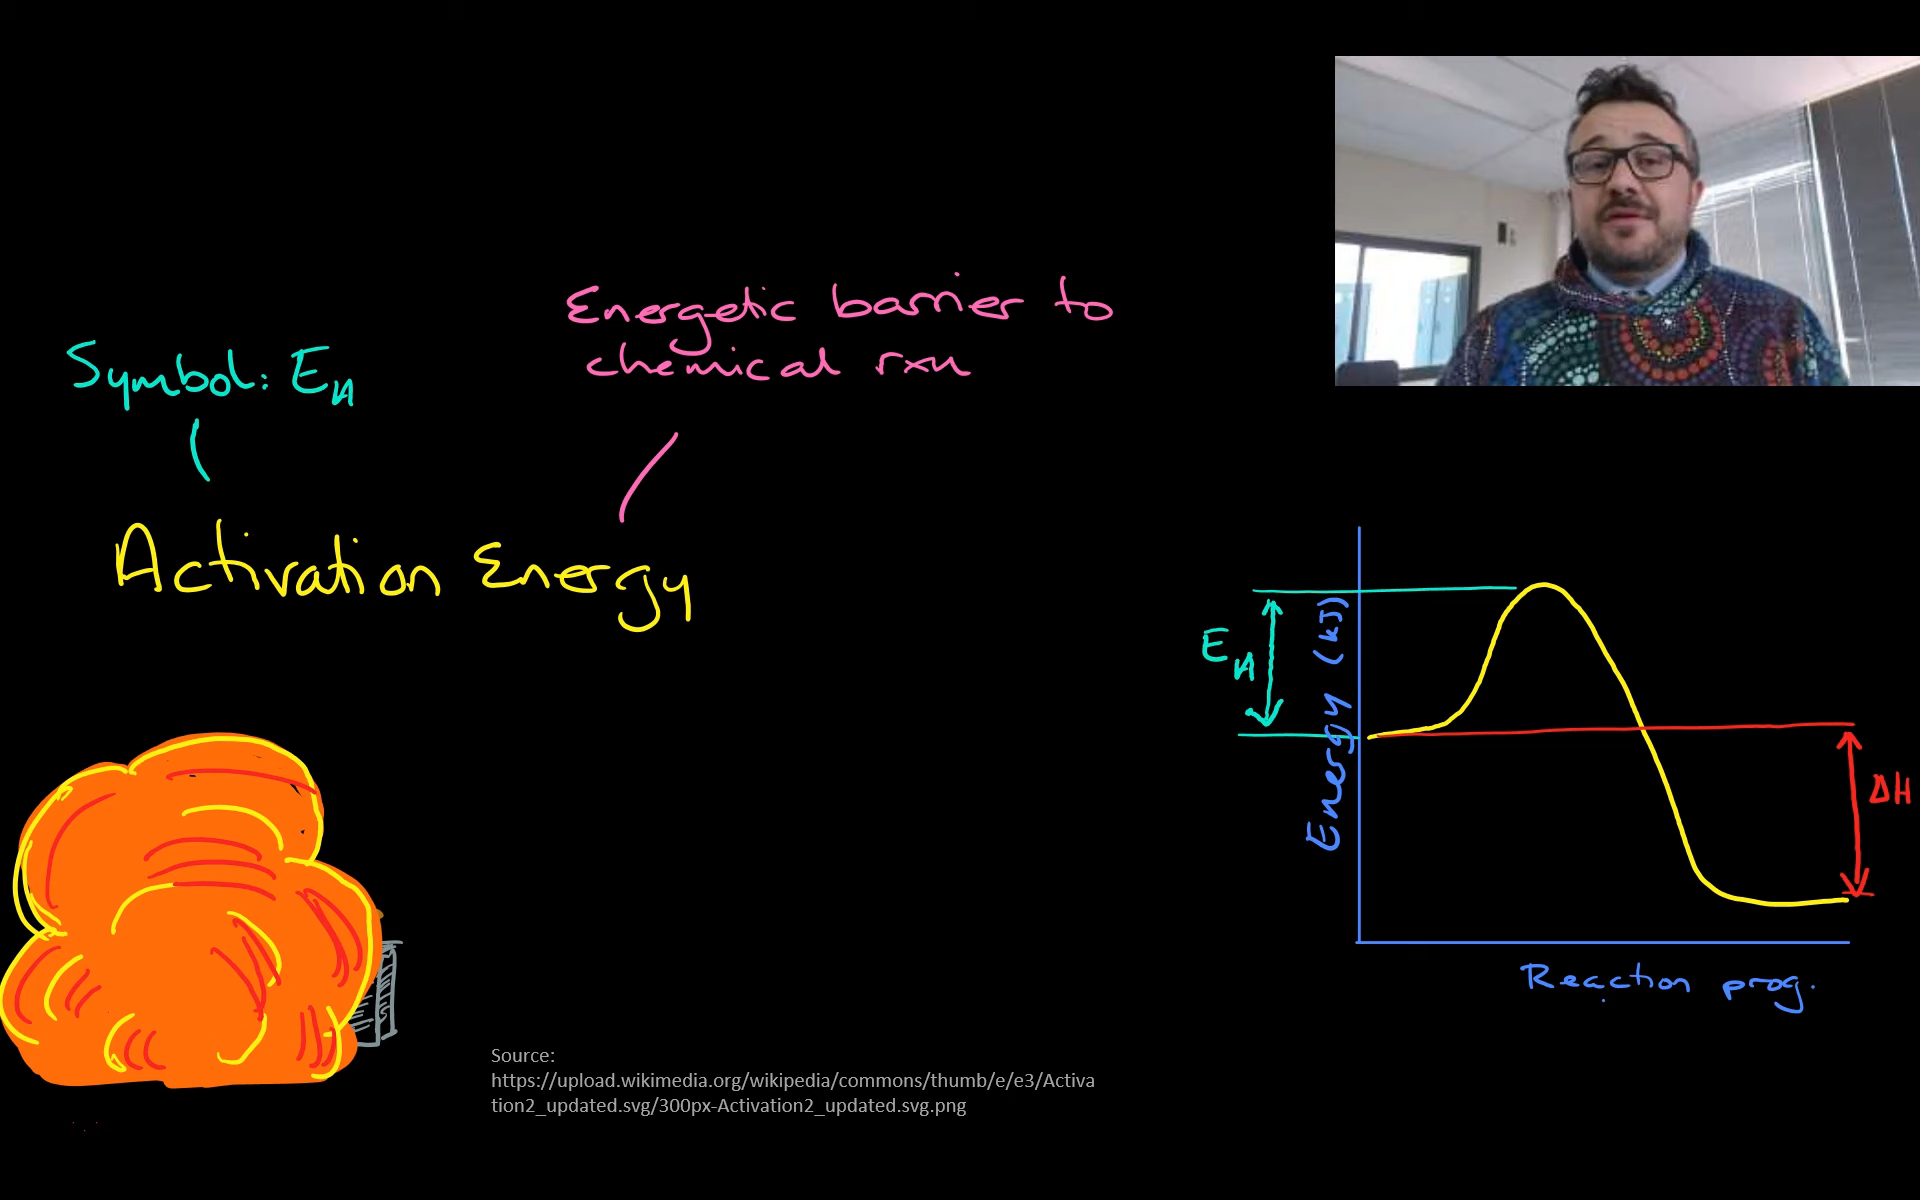 Energetic barrier to
chemical rxn
Symbol: EA
Activation Energy
EA
Energy (kJ)
ΔH
Reaction prog.
Source:
https://upload.wikimedia.org/wikipedia/commons/thumb/e/e3/Activa
tion2_updated.svg/300px-Activation2_updated.svg.png